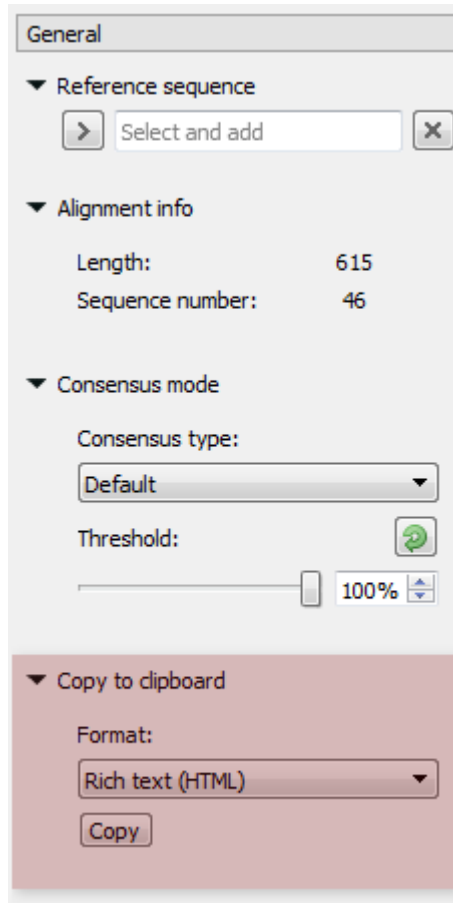 General
Reference sequence
Select and add
Alignment info
Length: 615
Sequence number: 46
Consensus mode
Consensus type:
Default
Threshold:
100%
Copy to clipboard
Format:
Rich text (HTML)
Copy